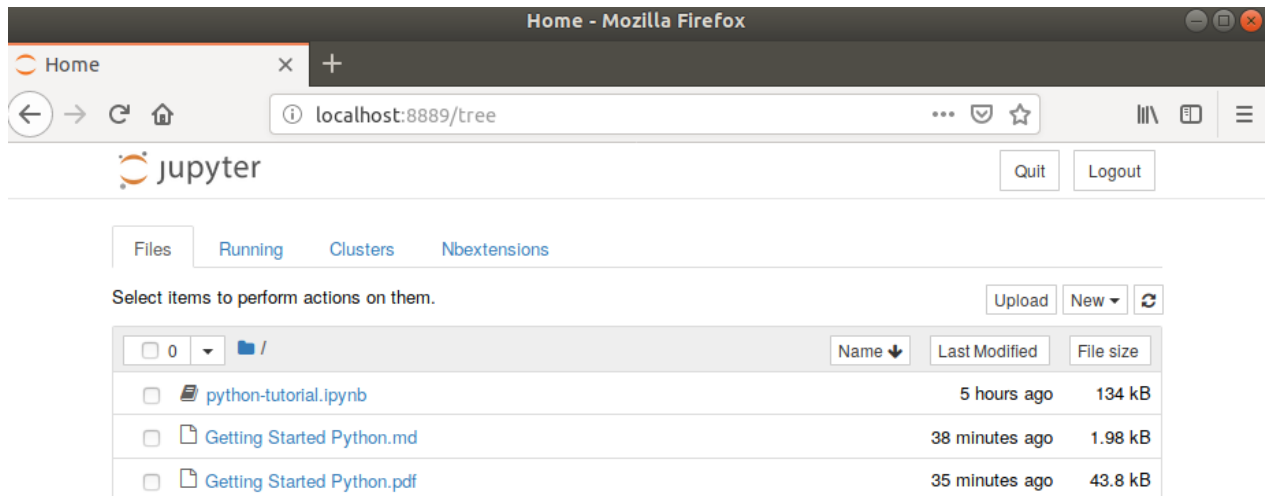 Home - Mozilla Firefox
Home
localhost:8889/tree
jupyter
Quit Logout
Files Running Clusters Nbextensions
Select items to perform actions on them.
Upload New
0 / Name Last Modified File size
python-tutorial.ipynb 5 hours ago 134 kB
Getting Started Python.md 38 minutes ago 1.98 kB
Getting Started Python.pdf 35 minutes ago 43.8 kB